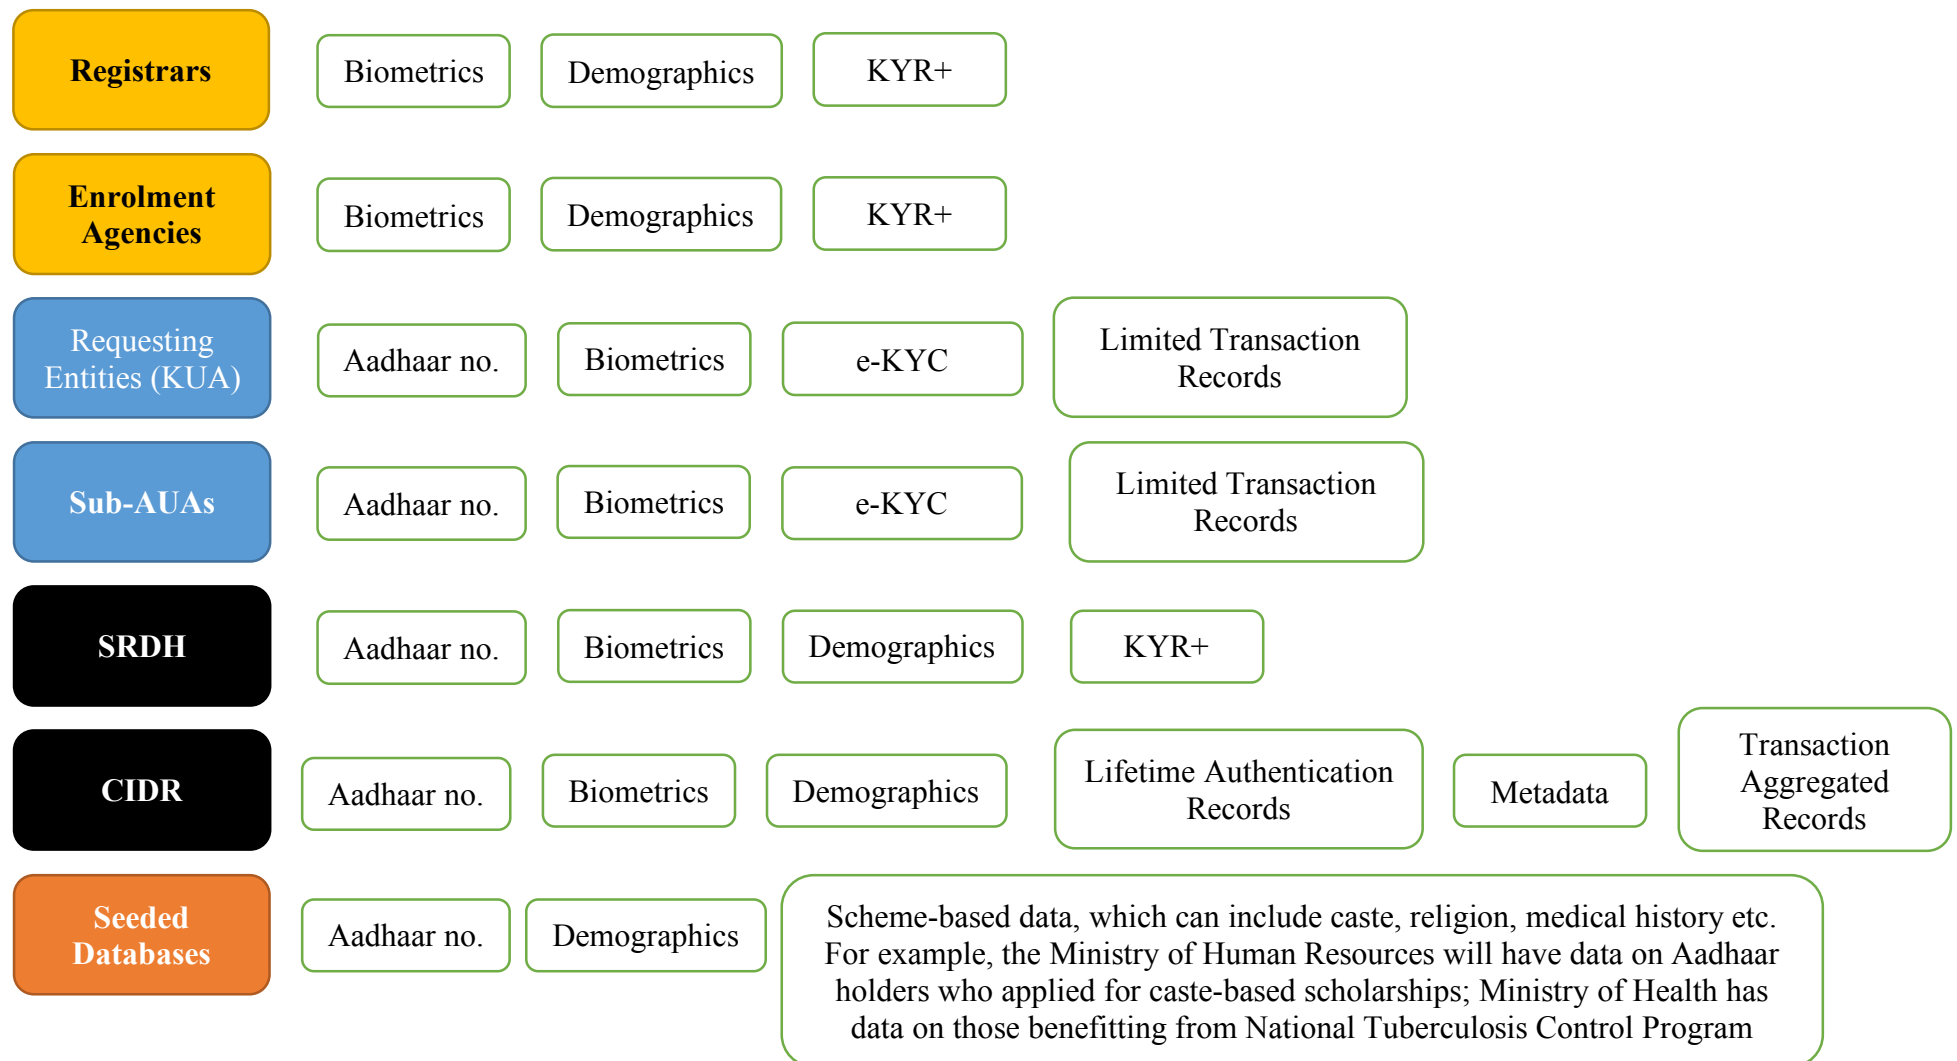 Registrars
Biometrics
Demographics
KYR+
Enrolment
Agencies
Biometrics
Demographics
KYR+
Requesting
Entities (KUA)
Aadhaar no.
Biometrics
e-KYC
Limited Transaction
Records
Sub-AUAs
Aadhaar no.
Biometrics
e-KYC
Limited Transaction
Records
SRDH
Aadhaar no.
Biometrics
Demographics
KYR+
CIDR
Aadhaar no.
Biometrics
Demographics
Lifetime Authentication
Records
Metadata
Transaction
Aggregated
Records
Seeded
Databases
Aadhaar no.
Demographics
Scheme-based data, which can include caste, religion, medical history etc.
For example, the Ministry of Human Resources will have data on Aadhaar
holders who applied for caste-based scholarships; Ministry of Health has
data on those benefitting from National Tuberculosis Control Program